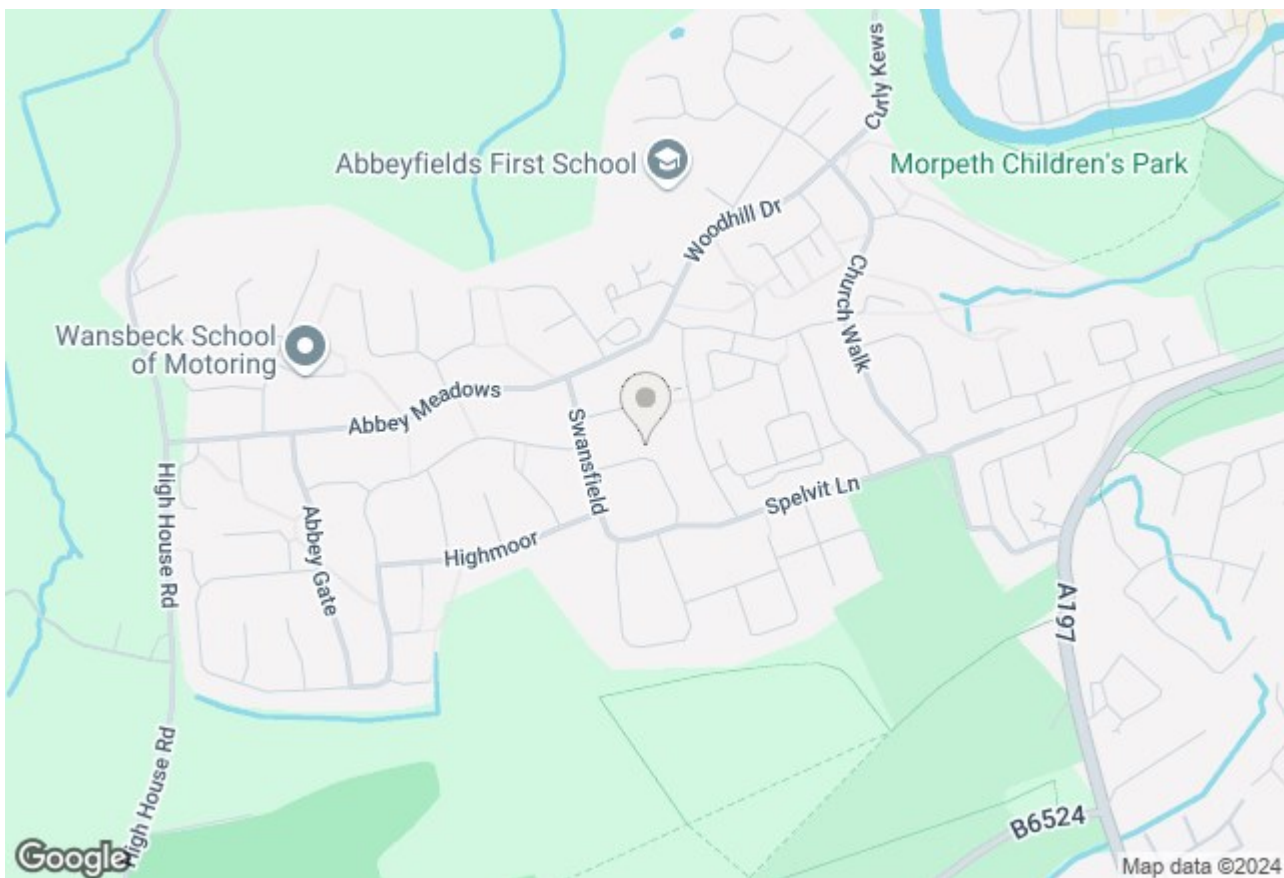 Curly Kews
Abbeyfields First School
Morpeth Children's Park
Woodhill Dr
Church Walk
Wansbeck School
of Motoring
Abbey Meadows
Swansfield
High House Rd
Abbey Gate
Spelvit Ln
Highmoor
A197
High House Rd
B6524
Google
Map data ©2024